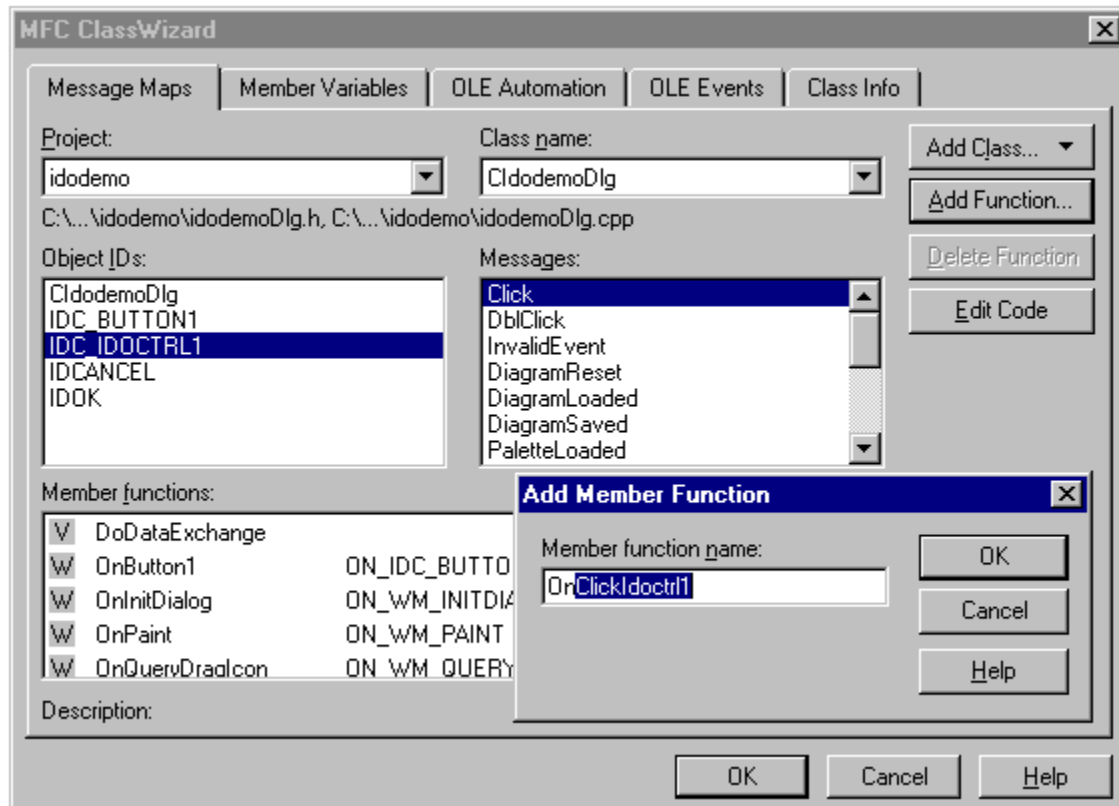 MFC ClassWizard
Message Maps
Member Variables
OLE Automation
OLE Events
Class Info
Project:
Class name:
Add Class...
idodemo
CIdodemoDlg
Add Function...
C:\...\idodemo\idodemoDlg.h, C:\...\idodemo\idodemoDlg.cpp
Object IDs:
Messages:
Delete Function
CIdodemoDlg
IDC_BUTTON1
IDC_IDOCTRL1
IDCANCEL
IDOK
Click
DblClick
InvalidEvent
DiagramReset
DiagramLoaded
DiagramSaved
PaletteLoaded
Edit Code
Member functions:
V DoDataExchange
W OnButton1 ON_IDC_BUTTO
W OnInitDialog ON_WM_INITDIA
W OnPaint ON_WM_PAINT
W OnQueryDragIcon ON_WM_QUERY
Description:
Add Member Function
Member function name:
OnClickIdoctrl1
OK
Cancel
Help
OK
Cancel
Help